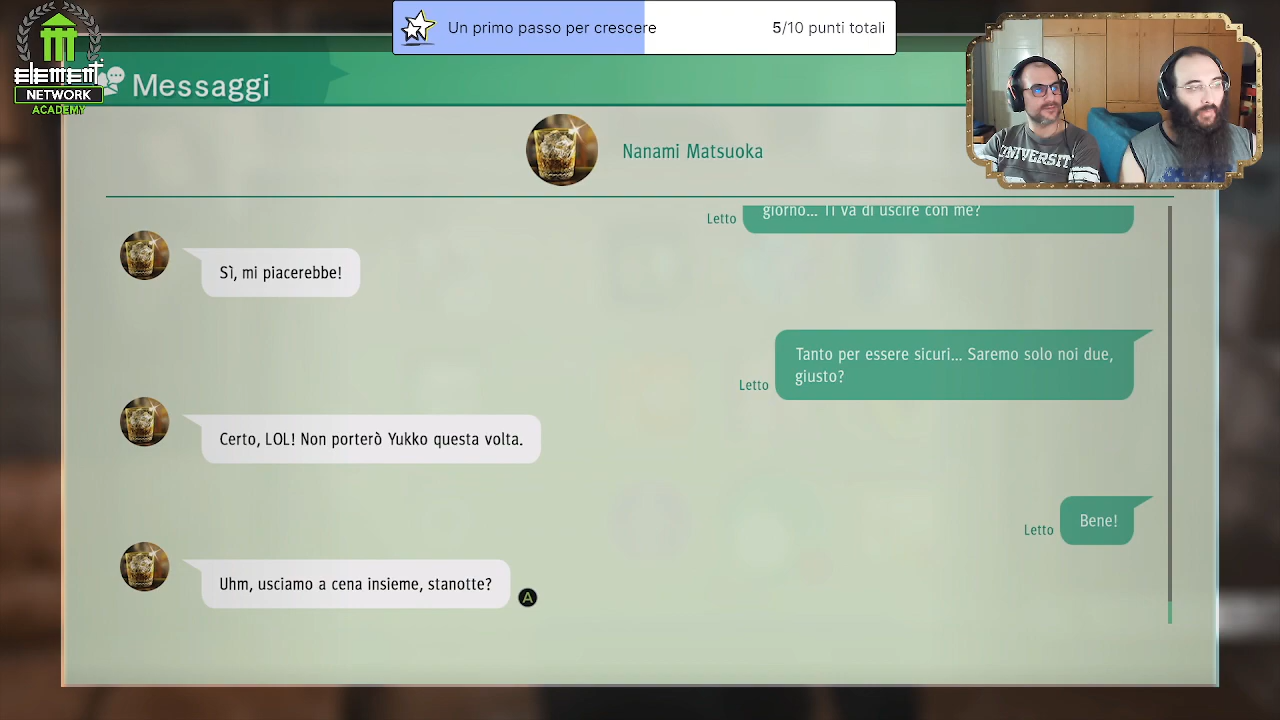 Un primo passo per crescere
5/10 punti totali
ELEMENT
NETWORK
ACADEMY
Messaggi
Nanami Matsuoka
giorno... Ti va di uscire con me?
Letto
Sì, mi piacerebbe!
Tanto per essere sicuri... Saremo solo noi due,
giusto?
Letto
Certo, LOL! Non porterò Yukko questa volta.
Bene!
Letto
Uhm, usciamo a cena insieme, stanotte?
A
UNIVERSIT